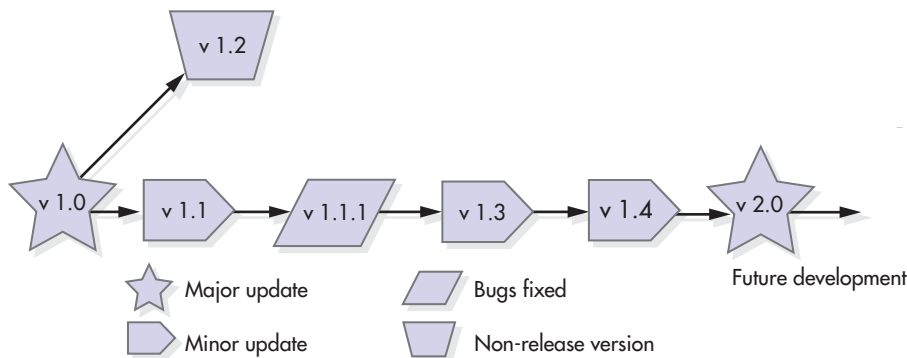 v 1.2
v 1.0
v 1.1
v 1.1.1
v 1.3
v 1.4
v 2.0
Future development
Major update
Bugs fixed
Minor update
Non-release version